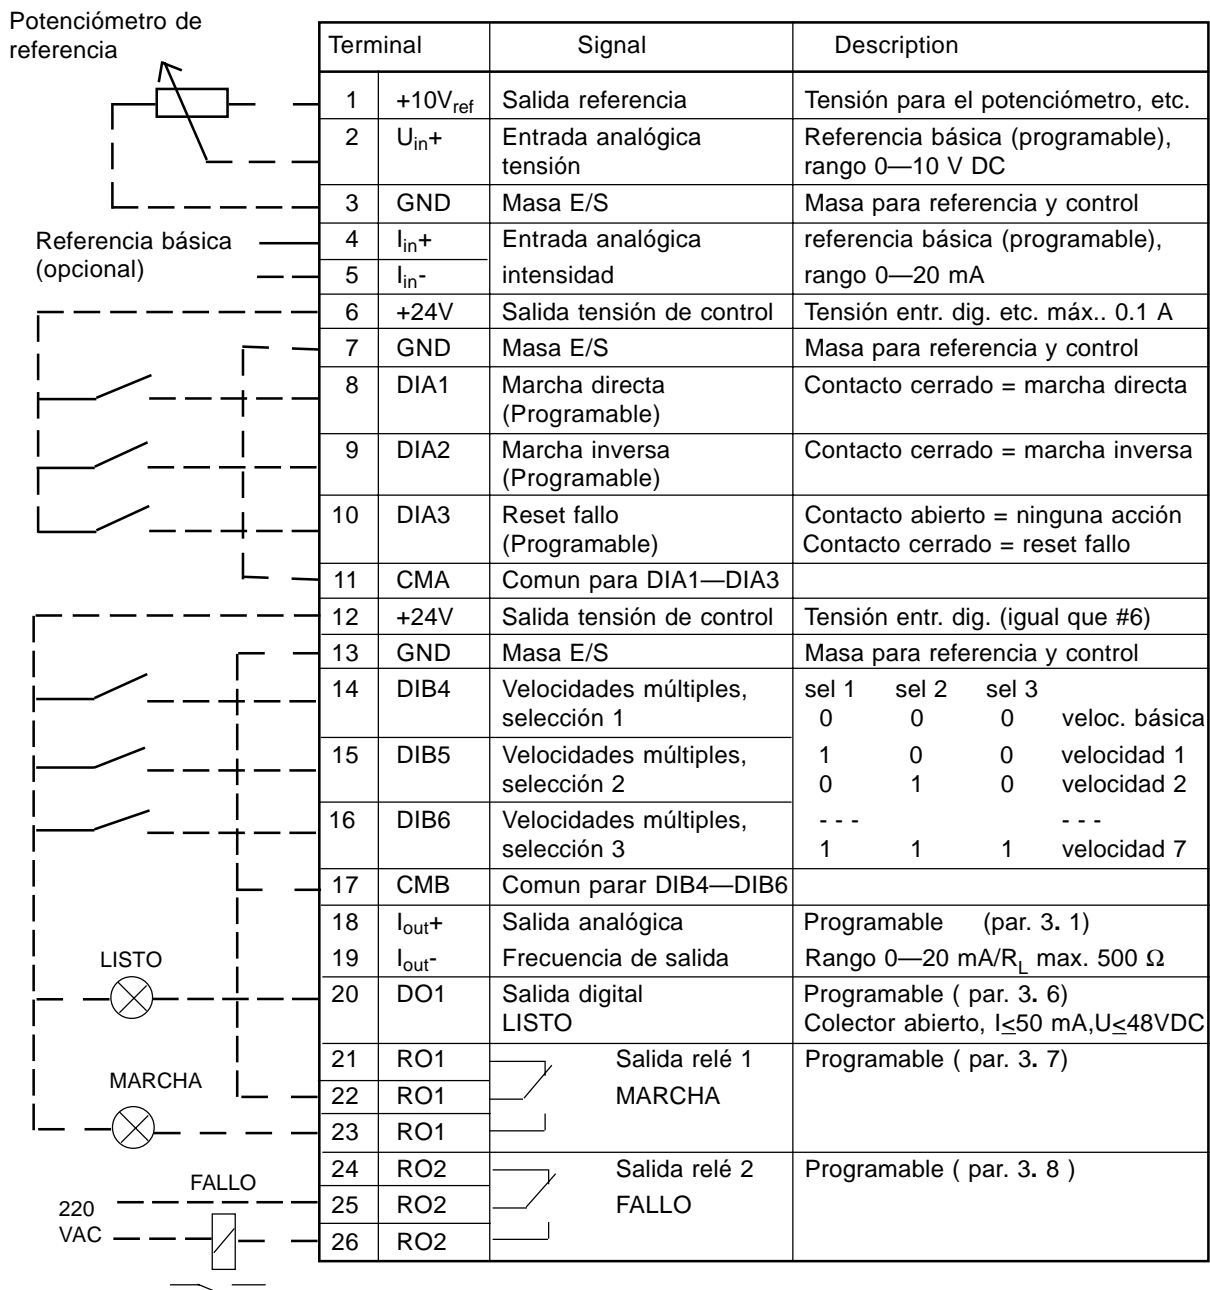 Potenciómetro de
referencia
Terminal Signal Description
1 +10Vref Salida referencia Tensión para el potenciómetro, etc.
2 Uin+ Entrada analógica Referencia básica (programable),
tensión rango 0—10 V DC
3 GND Masa E/S Masa para referencia y control
Referencia básica 4 Iin+ Entrada analógica referencia básica (programable),
(opcional) 5 Iin- intensidad rango 0—20 mA
6 +24V Salida tensión de control Tensión entr. dig. etc. máx.. 0.1 A
7 GND Masa E/S Masa para referencia y control
8 DIA1 Marcha directa Contacto cerrado = marcha directa
(Programable)
9 DIA2 Marcha inversa Contacto cerrado = marcha inversa
(Programable)
10 DIA3 Reset fallo Contacto abierto = ninguna acción
(Programable) Contacto cerrado = reset fallo
11 CMA Comun para DIA1—DIA3
12 +24V Salida tensión de control Tensión entr. dig. (igual que #6)
13 GND Masa E/S Masa para referencia y control
14 DIB4 Velocidades múltiples, sel 1 sel 2 sel 3
selección 1 0 0 0 veloc. básica
15 DIB5 Velocidades múltiples, 1 0 0 velocidad 1
selección 2 0 1 0 velocidad 2
16 DIB6 Velocidades múltiples, - - - - - -
selección 3 1 1 1 velocidad 7
17 CMB Comun parar DIB4—DIB6
18 Iout+ Salida analógica Programable (par. 3. 1)
LISTO 19 Iout- Frecuencia de salida Rango 0—20 mA/RL max. 500 Ω
20 DO1 Salida digital Programable ( par. 3. 6)
LISTO Colector abierto, I≤50 mA,U≤48VDC
21 RO1 Salida relé 1 Programable ( par. 3. 7)
MARCHA 22 RO1 MARCHA
23 RO1
24 RO2 Salida relé 2 Programable ( par. 3. 8 )
FALLO
220 25 RO2 FALLO
VAC 26 RO2